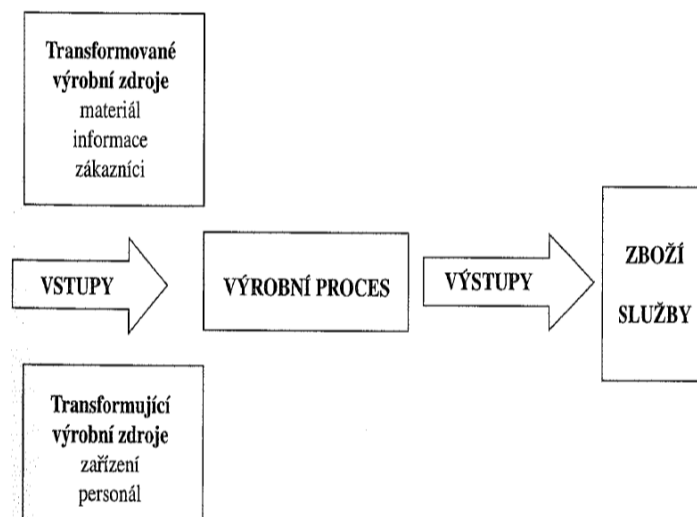 Transformované
výrobní zdroje
materiál
informace
zákazníci
VSTUPY
VÝROBNÍ PROCES
VÝSTUPY
ZBOŽÍ
SLUŽBY
Transformující
výrobní zdroje
zařízení
personál